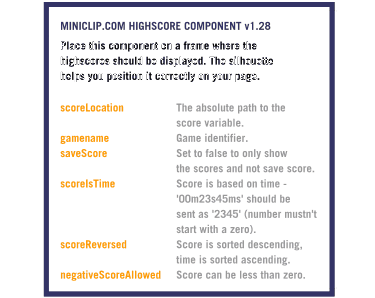 MINICLIP.COM HIGHSCORE COMPONENT v1.28
Place this component on a frame where the
highscores should be displayed. The silhouette
helps you position it correctly on your page.
scoreLocation The absolute path to the
score variable.
gamename Game identifier.
saveScore Set to false to only show
the scores and not save score.
scoreIsTime Score is based on time -
'00m23s45ms' should be
sent as '2345' (number mustn't
start with a zero).
scoreReversed Score is sorted descending,
time is sorted ascending.
negativeScoreAllowed Score can be less than zero.